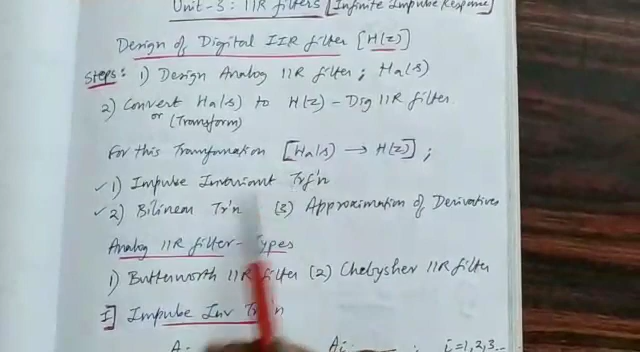 Unit-3: IIR filters [Infinite Impulse Response]
Design of Digital IIR filter [H(z)]
Steps: 1) Design Analog IIR filter ; Ha(s)
2) Convert Ha(s) to H(z) - Dig IIR filter
or (Transform)
For this Transformation [Ha(s) → H(z)] ;
✓ 1) Impulse Invariant Trf'n
✓ 2) Bilinear Tr'n (3) Approximation of Derivatives
Analog IIR filter - Types
1) Butterworth IIR filter (2) Chebysher IIR filter
I] Impulse Inv Tr'n
Ai i=1,2,3..